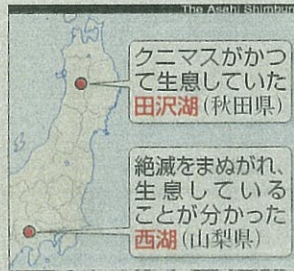 The Asahi Shimbun
クニマスがかつ
て生息していた
田沢湖(秋田県)
絶滅をまぬがれ、
生息している
ことが分かった
西湖(山梨県)